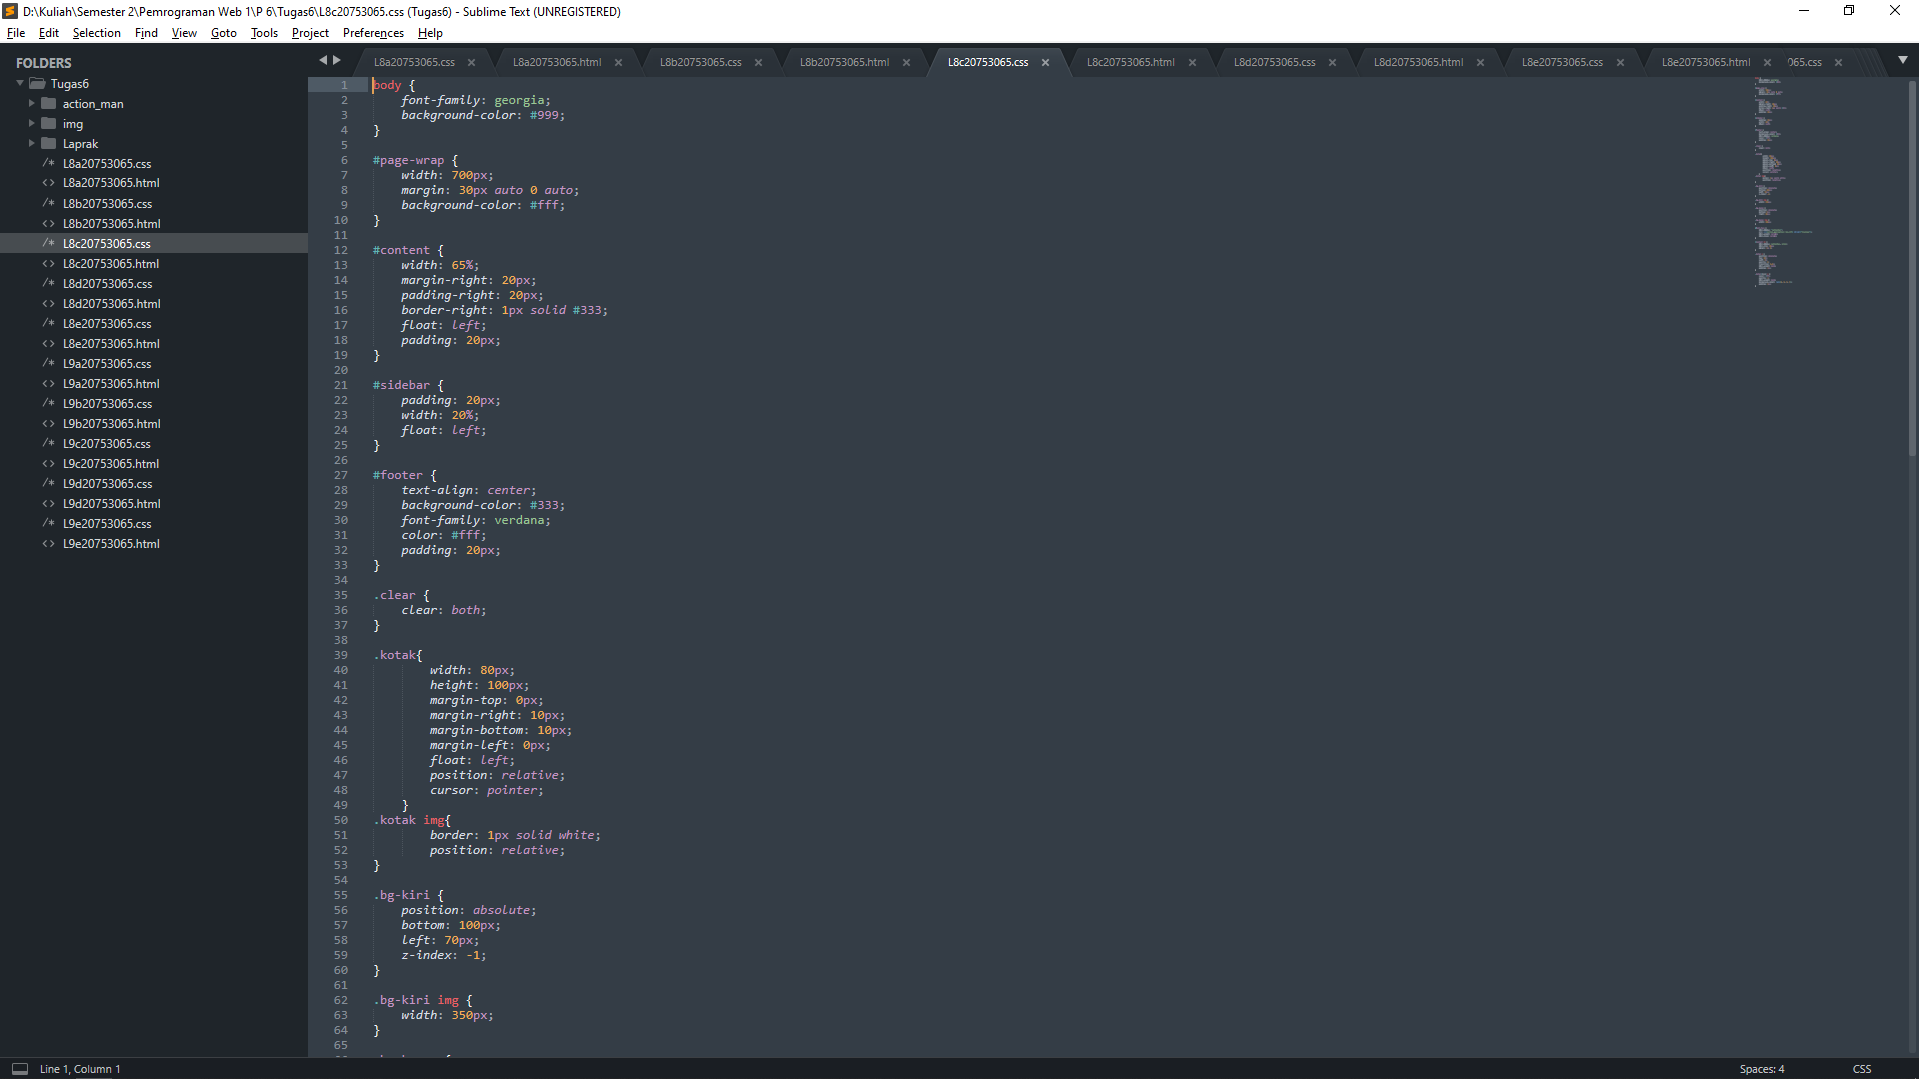 D:\Kuliah\Semester 2\Pemrograman Web 1\P 6\Tugas6\L8c20753065.css (Tugas6) - Sublime Text (UNREGISTERED)
File Edit Selection Find View Goto Tools Project Preferences Help
FOLDERS
Tugas6
action_man
img
Laprak
/* L8a20753065.css
<> L8a20753065.html
/* L8b20753065.css
<> L8b20753065.html
/* L8c20753065.css
<> L8c20753065.html
/* L8d20753065.css
<> L8d20753065.html
/* L8e20753065.css
<> L8e20753065.html
/* L9a20753065.css
<> L9a20753065.html
/* L9b20753065.css
<> L9b20753065.html
/* L9c20753065.css
<> L9c20753065.html
/* L9d20753065.css
<> L9d20753065.html
/* L9e20753065.css
<> L9e20753065.html
L8a20753065.css L8a20753065.html L8b20753065.css L8b20753065.html L8c20753065.css L8c20753065.html L8d20753065.css L8d20753065.html L8e20753065.css L8e20753065.html 065.css
1 body {
2     font-family: georgia;
3     background-color: #999;
4 }
5
6 #page-wrap {
7     width: 700px;
8     margin: 30px auto 0 auto;
9     background-color: #fff;
10 }
11
12 #content {
13     width: 65%;
14     margin-right: 20px;
15     padding-right: 20px;
16     border-right: 1px solid #333;
17     float: left;
18     padding: 20px;
19 }
20
21 #sidebar {
22     padding: 20px;
23     width: 20%;
24     float: left;
25 }
26
27 #footer {
28     text-align: center;
29     background-color: #333;
30     font-family: verdana;
31     color: #fff;
32     padding: 20px;
33 }
34
35 .clear {
36     clear: both;
37 }
38
39 .kotak{
40         width: 80px;
41         height: 100px;
42         margin-top: 0px;
43         margin-right: 10px;
44         margin-bottom: 10px;
45         margin-left: 0px;
46         float: left;
47         position: relative;
48         cursor: pointer;
49     }
50 .kotak img{
51         border: 1px solid white;
52         position: relative;
53 }
54
55 .bg-kiri {
56     position: absolute;
57     bottom: 100px;
58     left: 70px;
59     z-index: -1;
60 }
61
62 .bg-kiri img {
63     width: 350px;
64 }
65
Line 1, Column 1
Spaces: 4
CSS